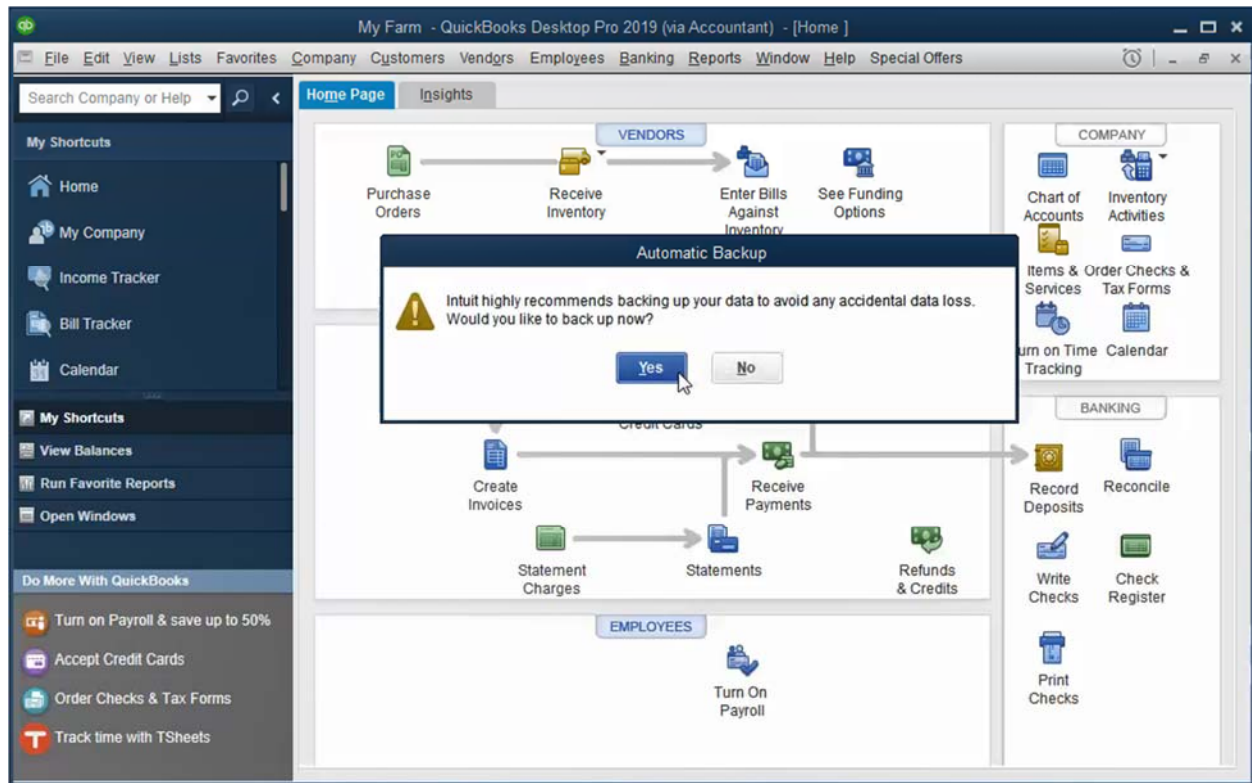 qb
My Farm - QuickBooks Desktop Pro 2019 (via Accountant) - [Home ]
File Edit View Lists Favorites Company Customers Vendors Employees Banking Reports Window Help Special Offers
Search Company or Help
My Shortcuts
Home
My Company
Income Tracker
Bill Tracker
Calendar
My Shortcuts
View Balances
Run Favorite Reports
Open Windows
Do More With QuickBooks
Turn on Payroll & save up to 50%
Accept Credit Cards
Order Checks & Tax Forms
Track time with TSheets
Home Page Insights
VENDORS
Purchase
Orders
Receive
Inventory
Enter Bills
Against
Inventory
See Funding
Options
Automatic Backup
Intuit highly recommends backing up your data to avoid any accidental data loss.
Would you like to back up now?
Yes No
Credit Cards
Create
Invoices
Receive
Payments
Statement
Charges
Statements
Refunds
& Credits
EMPLOYEES
Turn On
Payroll
COMPANY
Chart of
Accounts
Inventory
Activities
Items &
Services
Order Checks &
Tax Forms
urn on Time
Tracking
Calendar
BANKING
Record
Deposits
Reconcile
Write
Checks
Check
Register
Print
Checks